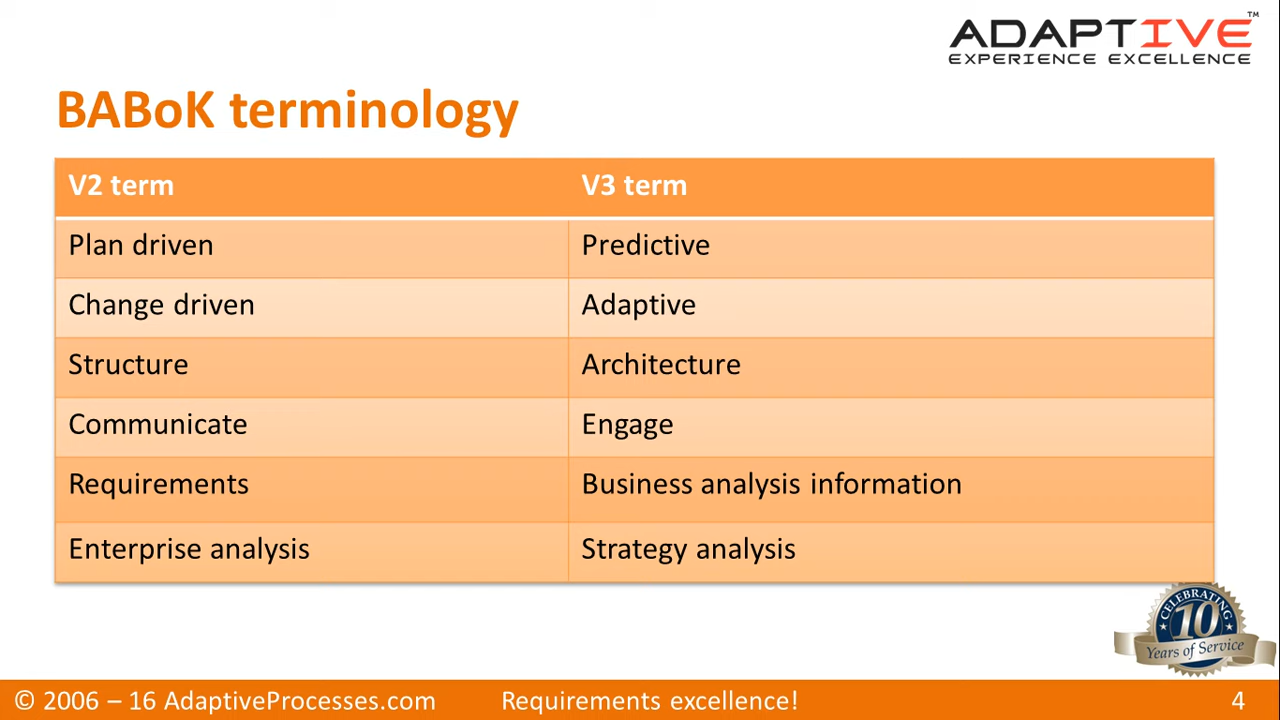 ADAPTIVE™
EXPERIENCE EXCELLENCE
BABoK terminology
V2 term V3 term
Plan driven Predictive
Change driven Adaptive
Structure Architecture
Communicate Engage
Requirements Business analysis information
Enterprise analysis Strategy analysis
CELEBRATING
10
Years of Service
© 2006 – 16 AdaptiveProcesses.com Requirements excellence! 4